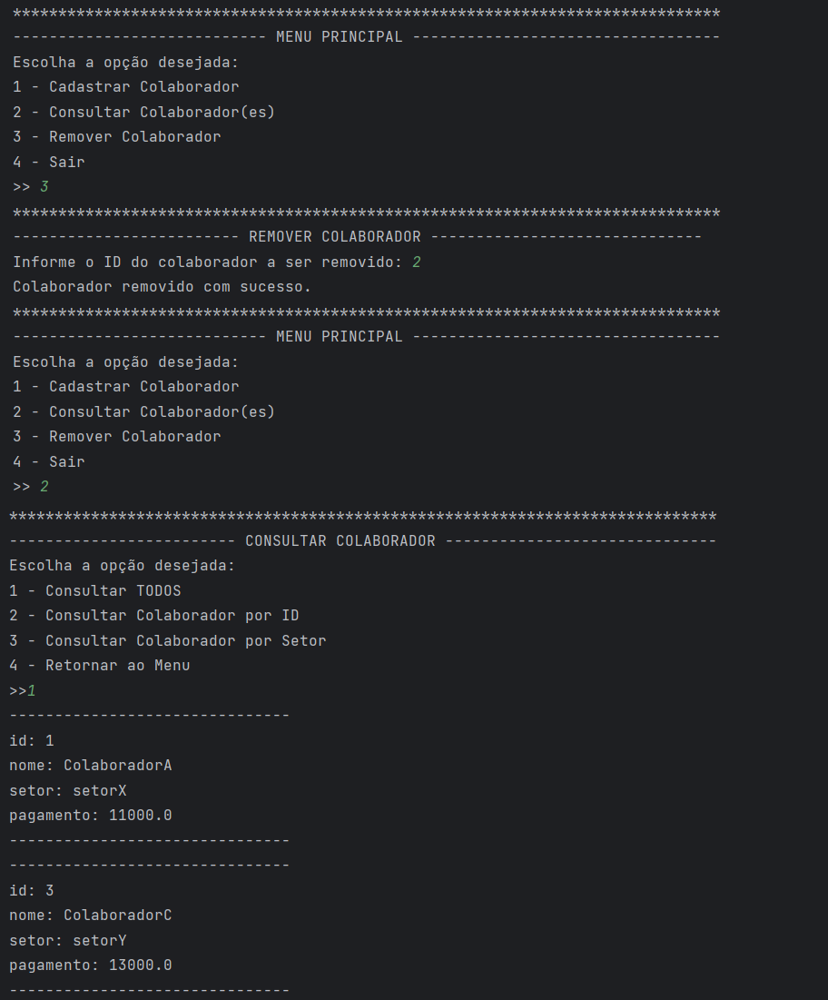 ******************************************************************************
---------------------------- MENU PRINCIPAL ----------------------------------
Escolha a opção desejada:
1 - Cadastrar Colaborador
2 - Consultar Colaborador(es)
3 - Remover Colaborador
4 - Sair
>> 3
******************************************************************************
------------------------- REMOVER COLABORADOR ------------------------------
Informe o ID do colaborador a ser removido: 2
Colaborador removido com sucesso.
******************************************************************************
---------------------------- MENU PRINCIPAL ----------------------------------
Escolha a opção desejada:
1 - Cadastrar Colaborador
2 - Consultar Colaborador(es)
3 - Remover Colaborador
4 - Sair
>> 2
******************************************************************************
------------------------- CONSULTAR COLABORADOR ------------------------------
Escolha a opção desejada:
1 - Consultar TODOS
2 - Consultar Colaborador por ID
3 - Consultar Colaborador por Setor
4 - Retornar ao Menu
>>1
-------------------------------
id: 1
nome: ColaboradorA
setor: setorX
pagamento: 11000.0
-------------------------------
-------------------------------
id: 3
nome: ColaboradorC
setor: setorY
pagamento: 13000.0
-------------------------------